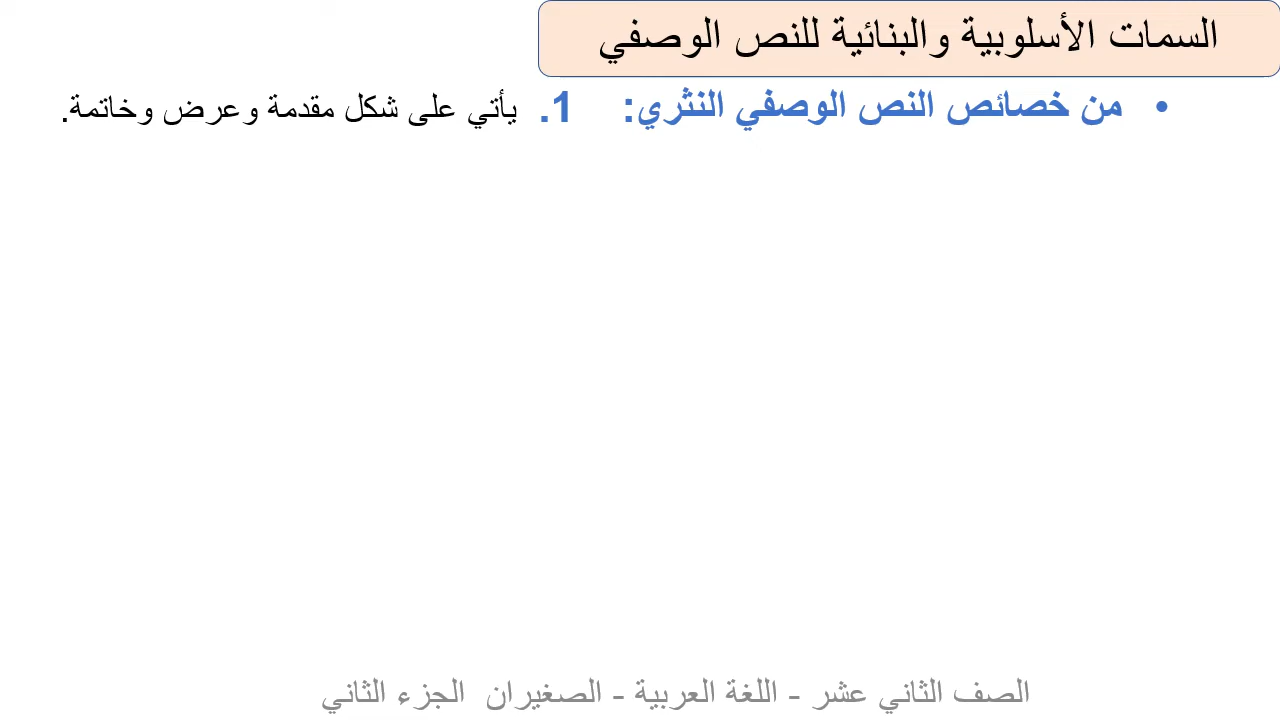 السمات الأسلوبية والبنائية للنص الوصفي
• من خصائص النص الوصفي النثري: 1. يأتي على شكل مقدمة وعرض وخاتمة.
الصف الثاني عشر - اللغة العربية - الصغيران الجزء الثاني